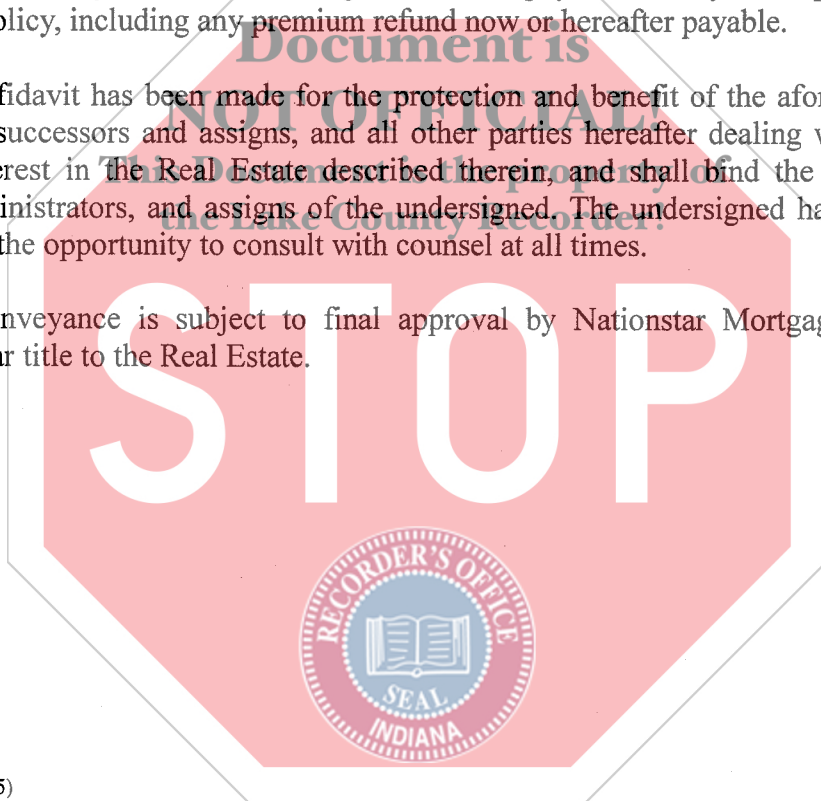 olicy, including any premium refund now or hereafter payable.
Document is
fidavit has been made for the protection and benefit of the afor
NOT OFFICIAL!
successors and assigns, and all other parties hereafter dealing v
erest in the Real Estate described therein, and shall bind the
This Document is the property of
inistrators, and assigns of the undersigned. The undersigned ha
the Lake County Recorder!
the opportunity to consult with counsel at all times.
nveyance is subject to final approval by Nationstar Mortgag
r title to the Real Estate.
STOP
RECORDER'S OFFICE
SEAL
INDIANA
5)